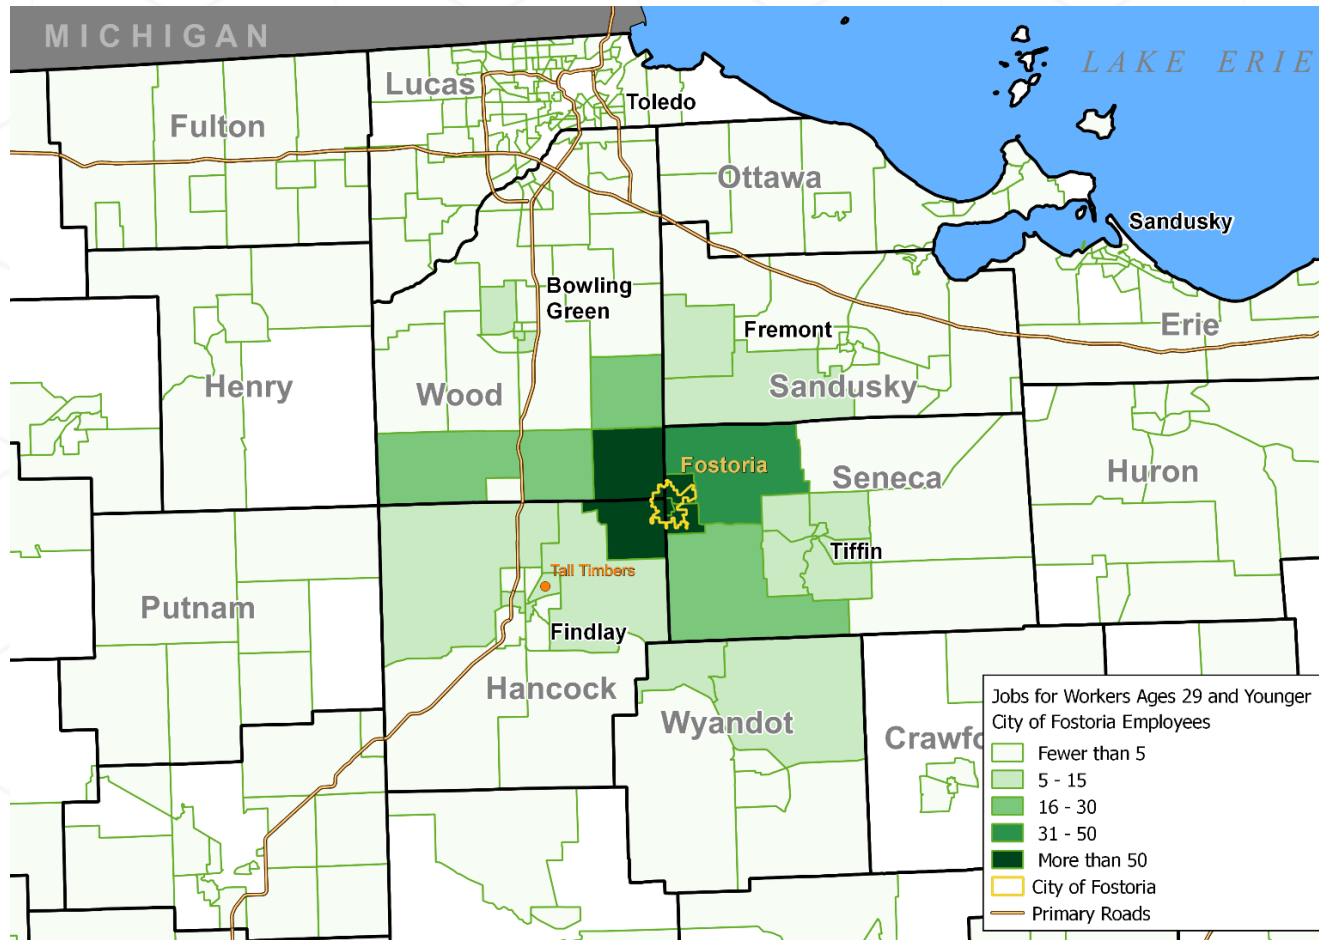 MICHIGAN
LAKE ERIE
Lucas
Toledo
Fulton
Ottawa
Sandusky
Bowling
Green
Fremont
Erie
Henry
Wood
Sandusky
Fostoria
Seneca
Huron
Tiffin
Tall Timbers
Putnam
Findlay
Hancock
Wyandot
Crawfo
Jobs for Workers Ages 29 and Younger
City of Fostoria Employees
Fewer than 5
5 - 15
16 - 30
31 - 50
More than 50
City of Fostoria
Primary Roads